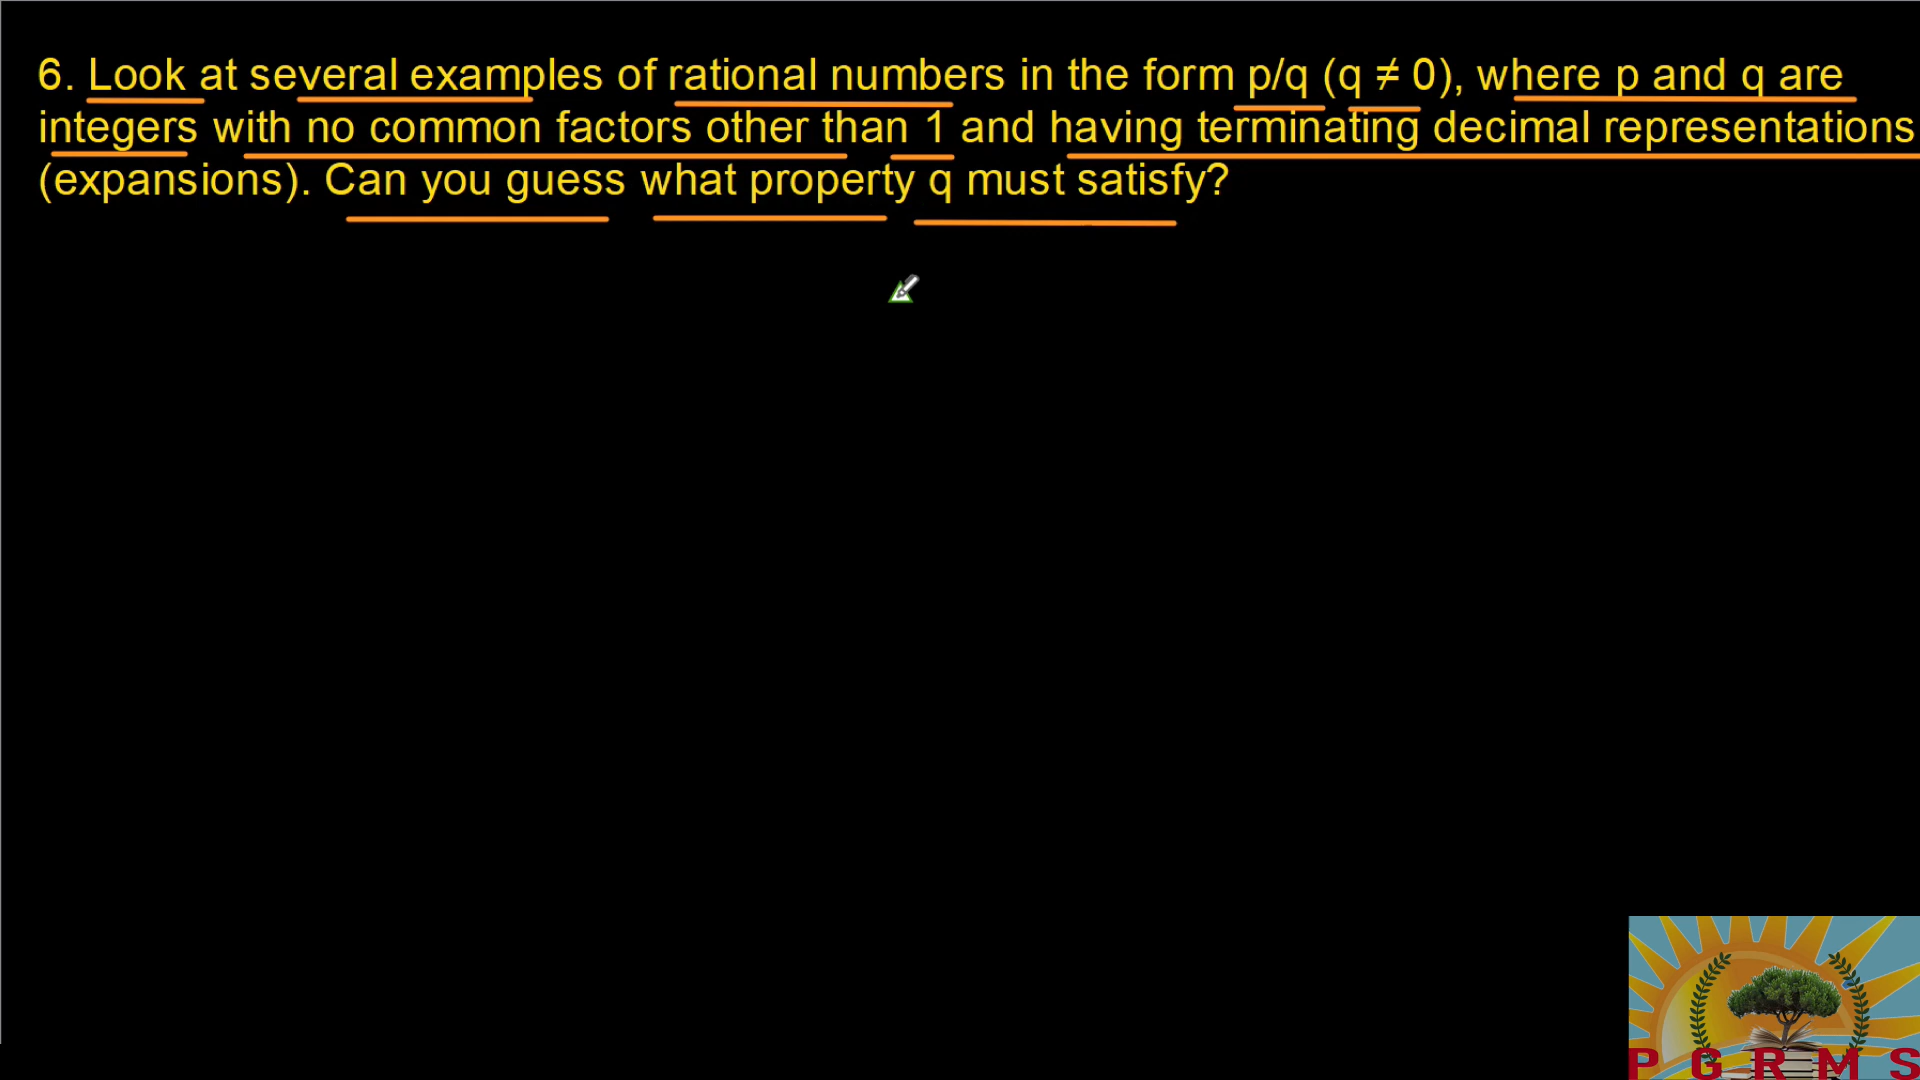 6. Look at several examples of rational numbers in the form p/q (q ≠ 0), where p and q are
integers with no common factors other than 1 and having terminating decimal representations
(expansions). Can you guess what property q must satisfy?
P G R M S